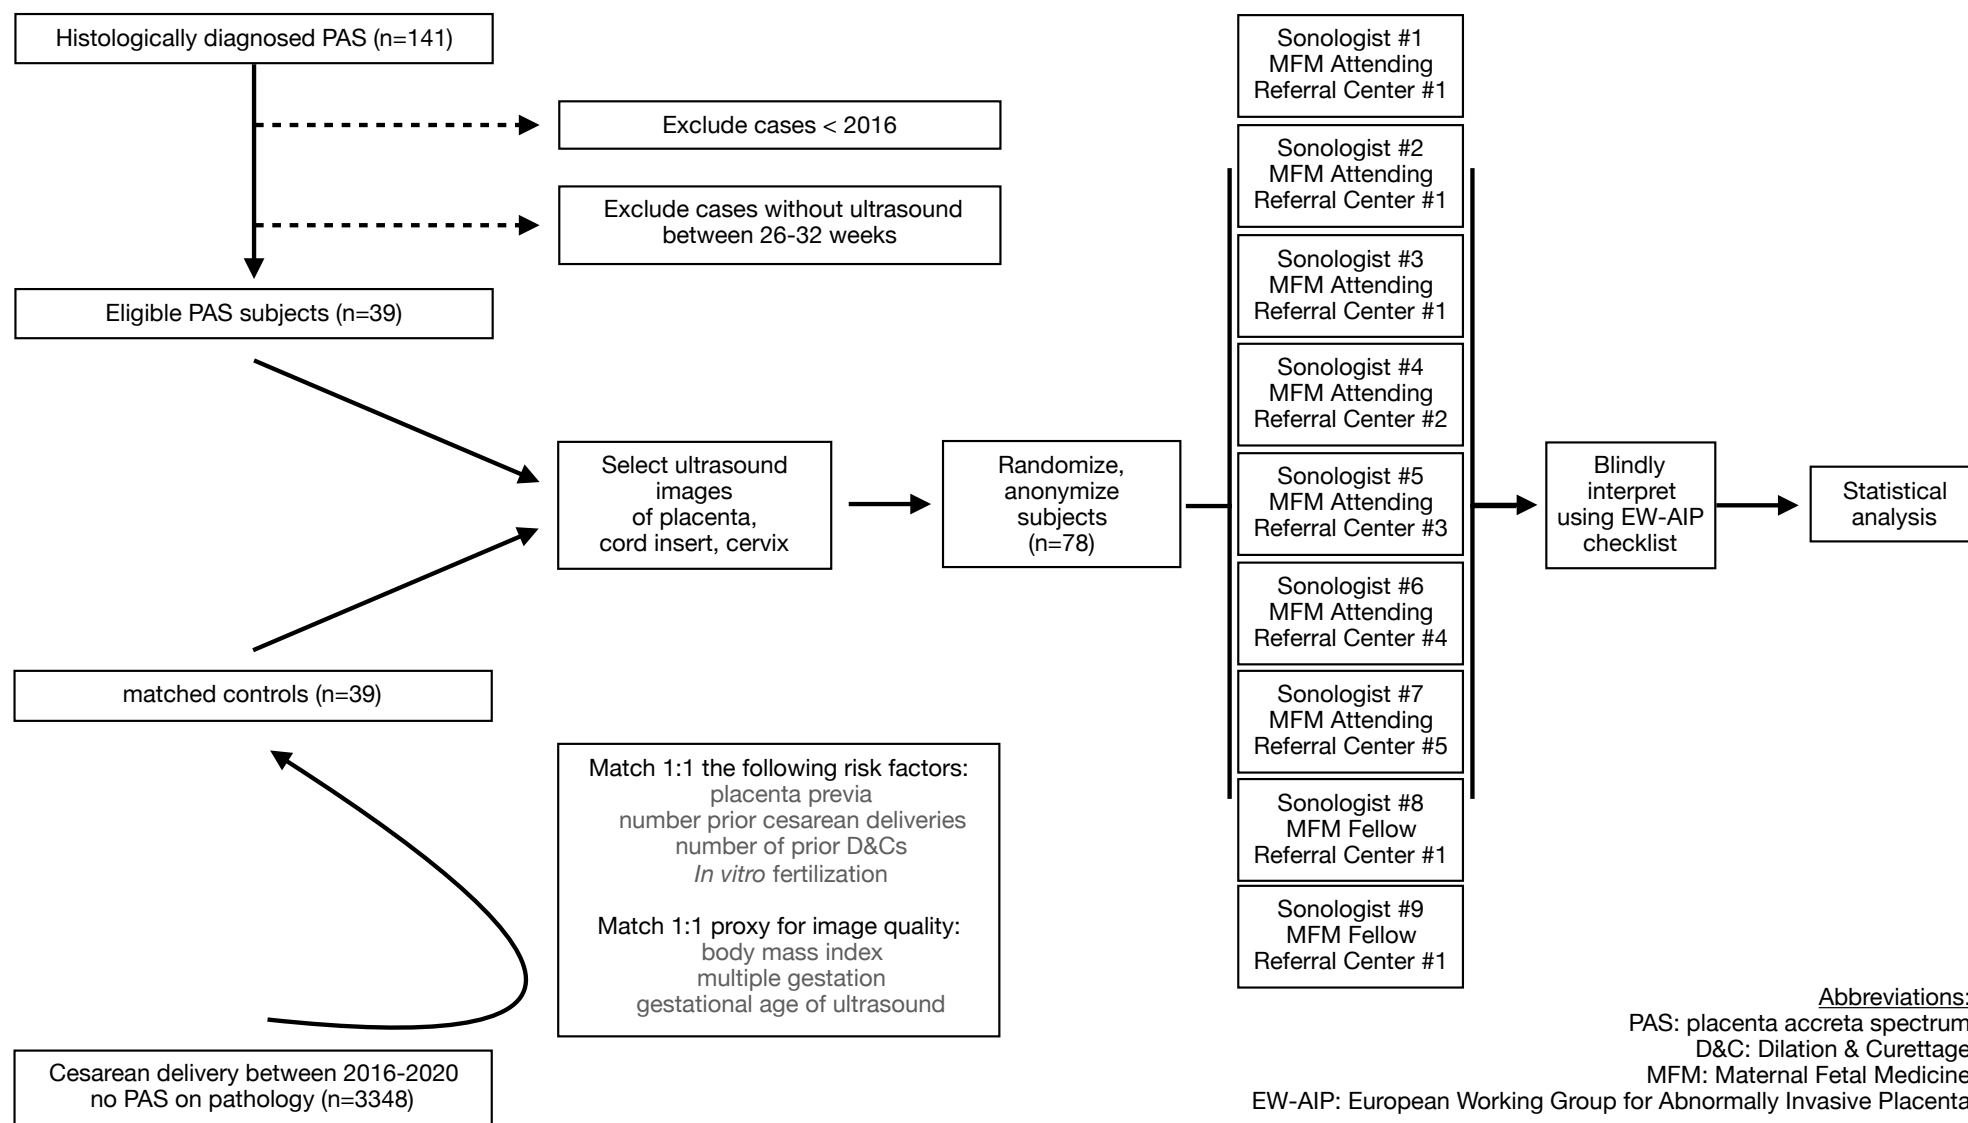 Histologically diagnosed PAS (n=141)
Exclude cases < 2016
Exclude cases without ultrasound
between 26-32 weeks
Eligible PAS subjects (n=39)
Select ultrasound
images
of placenta,
cord insert, cervix
Randomize,
anonymize
subjects
(n=78)
matched controls (n=39)
Match 1:1 the following risk factors:
placenta previa
number prior cesarean deliveries
number of prior D&Cs
In vitro fertilization
Match 1:1 proxy for image quality:
body mass index
multiple gestation
gestational age of ultrasound
Cesarean delivery between 2016-2020
no PAS on pathology (n=3348)
Sonologist #1
MFM Attending
Referral Center #1
Sonologist #2
MFM Attending
Referral Center #1
Sonologist #3
MFM Attending
Referral Center #1
Sonologist #4
MFM Attending
Referral Center #2
Sonologist #5
MFM Attending
Referral Center #3
Sonologist #6
MFM Attending
Referral Center #4
Sonologist #7
MFM Attending
Referral Center #5
Sonologist #8
MFM Fellow
Referral Center #1
Sonologist #9
MFM Fellow
Referral Center #1
Blindly
interpret
using EW-AIP
checklist
Statistical
analysis
Abbreviations:
PAS: placenta accreta spectrum
D&C: Dilation & Curettage
MFM: Maternal Fetal Medicine
EW-AIP: European Working Group for Abnormally Invasive Placenta